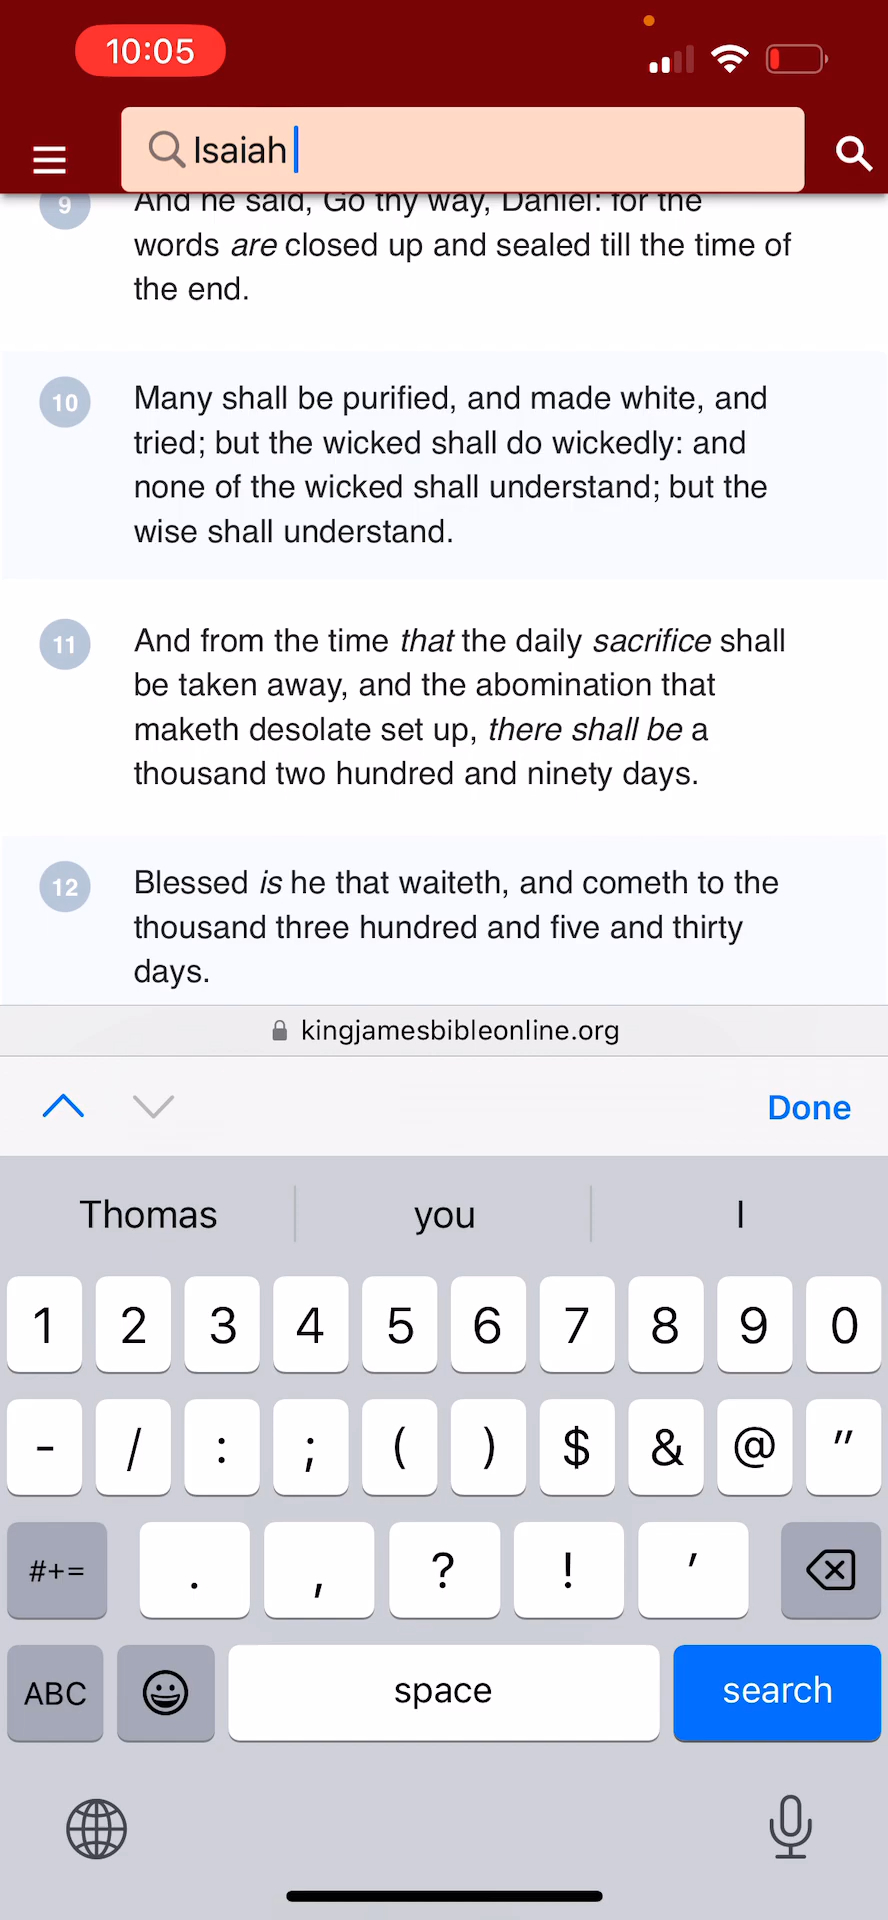 10:05
Isaiah
9 And he said, Go thy way, Daniel: for the
words are closed up and sealed till the time of
the end.
10 Many shall be purified, and made white, and
tried; but the wicked shall do wickedly: and
none of the wicked shall understand; but the
wise shall understand.
11 And from the time that the daily sacrifice shall
be taken away, and the abomination that
maketh desolate set up, there shall be a
thousand two hundred and ninety days.
12 Blessed is he that waiteth, and cometh to the
thousand three hundred and five and thirty
days.
kingjamesbibleonline.org
Done
Thomas you I
1 2 3 4 5 6 7 8 9 0
- / : ; ( ) $ & @ "
#+= . , ? ! '
ABC space search